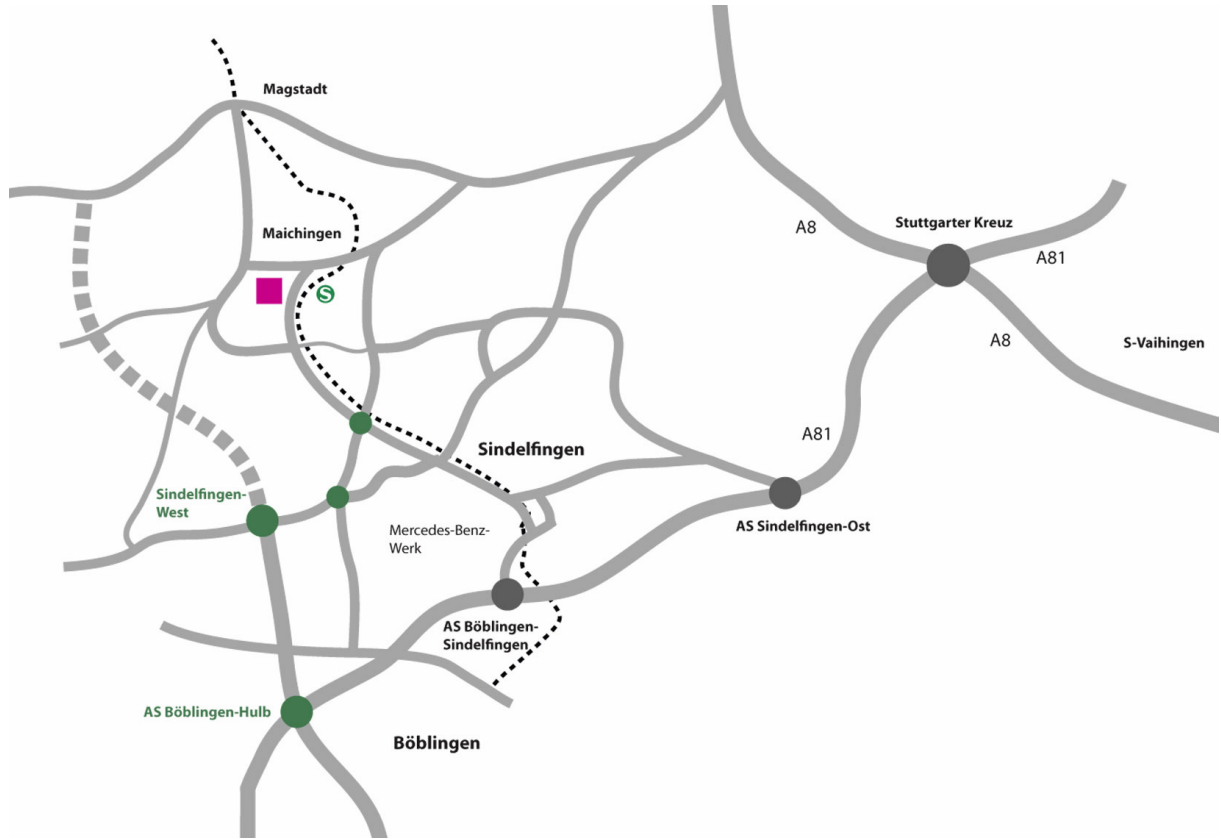 Magstadt
Maichingen
A8
Stuttgarter Kreuz
A81
S
A8
S-Vaihingen
A81
Sindelfingen
Sindelfingen-
West
Mercedes-Benz-
Werk
AS Sindelfingen-Ost
AS Böblingen-
Sindelfingen
AS Böblingen-Hulb
Böblingen